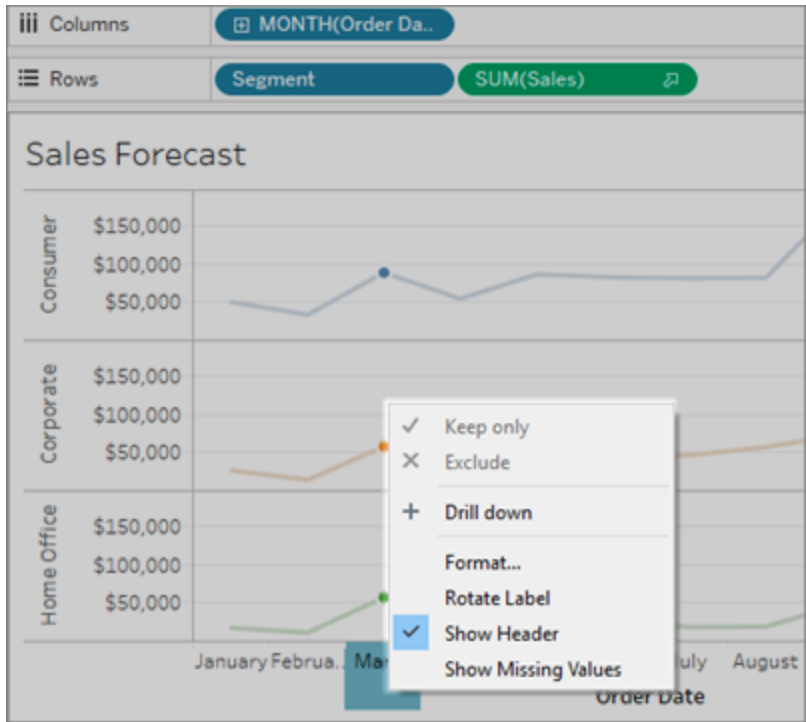 Columns
MONTH(Order Da..
Rows
Segment
SUM(Sales)
Sales Forecast
Consumer
$150,000
$100,000
$50,000
Corporate
$150,000
$100,000
$50,000
Home Office
$150,000
$100,000
$50,000
Keep only
Exclude
Drill down
Format...
Rotate Label
Show Header
Show Missing Values
January Februa.. Ma uly August
Order Date